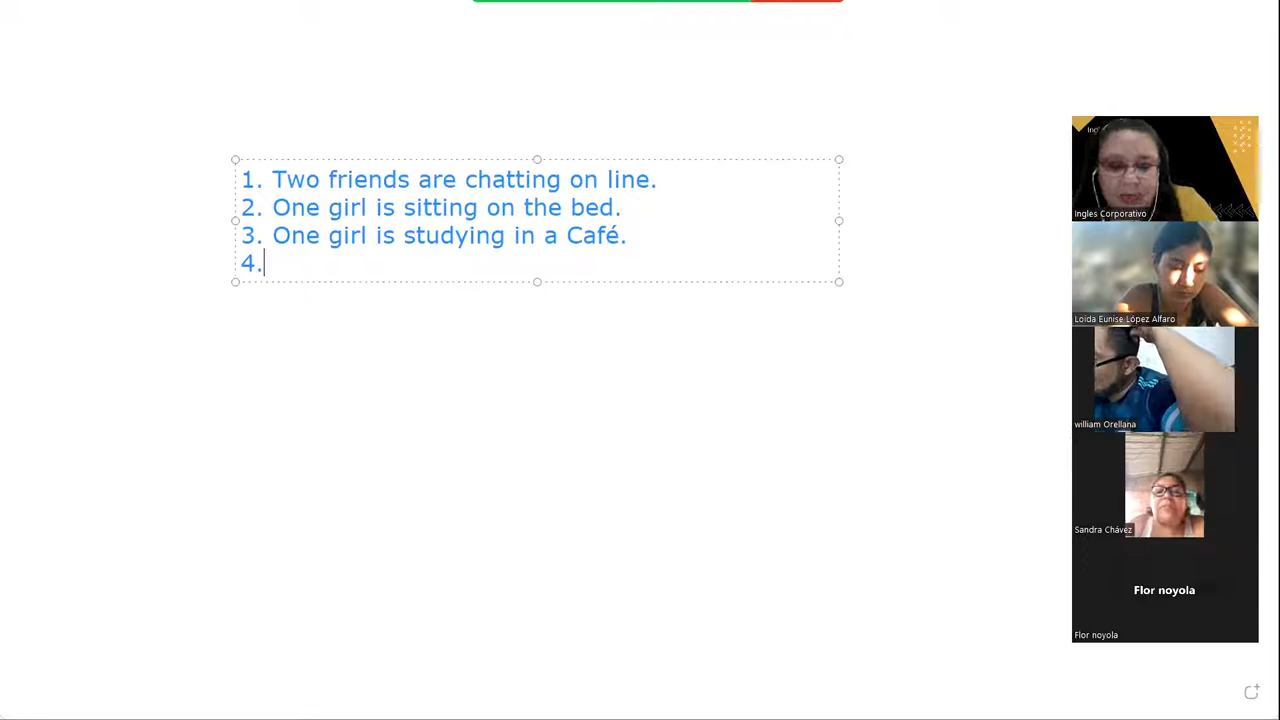 1. Two friends are chatting on line.
2. One girl is sitting on the bed.
3. One girl is studying in a Café.
4.
Ingles Corporativo
Loida Eunise López Alfaro
william Orellana
Sandra Chávez
Flor noyola
Flor noyola